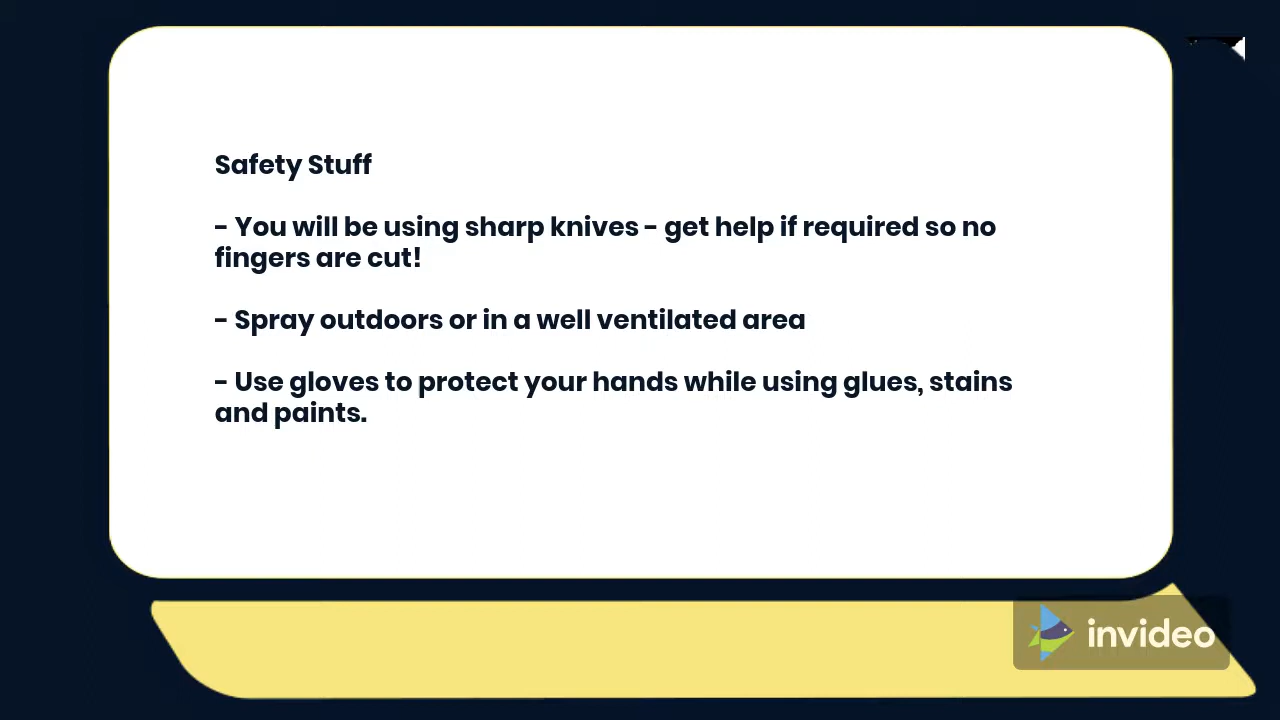 Safety Stuff
- You will be using sharp knives - get help if required so no
fingers are cut!
- Spray outdoors or in a well ventilated area
- Use gloves to protect your hands while using glues, stains
and paints.
invideo